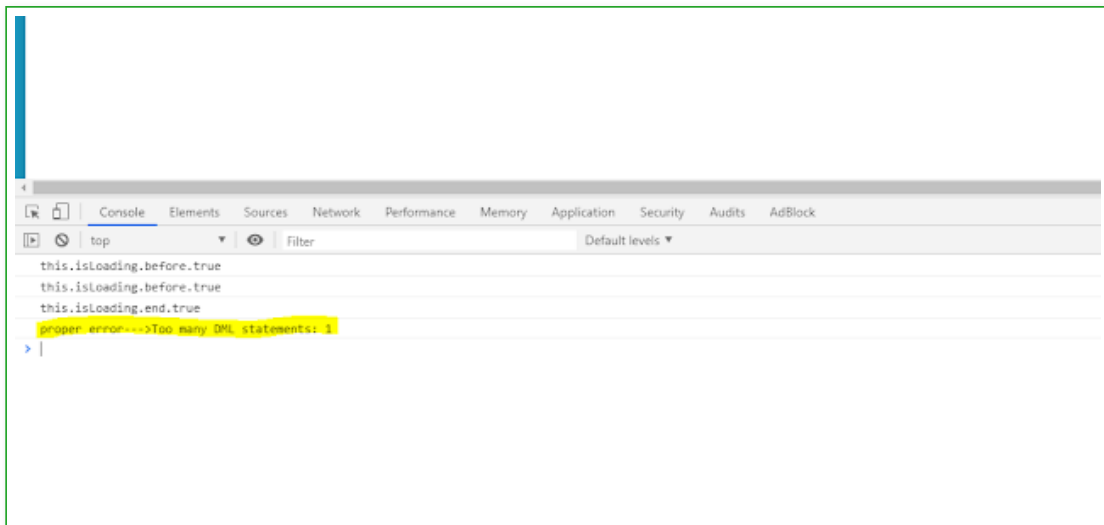 Console Elements Sources Network Performance Memory Application Security Audits AdBlock
top Filter Default levels ▼
this.isLoading.before.true
this.isLoading.before.true
this.isLoading.end.true
proper error--->Too many DML statements: 1